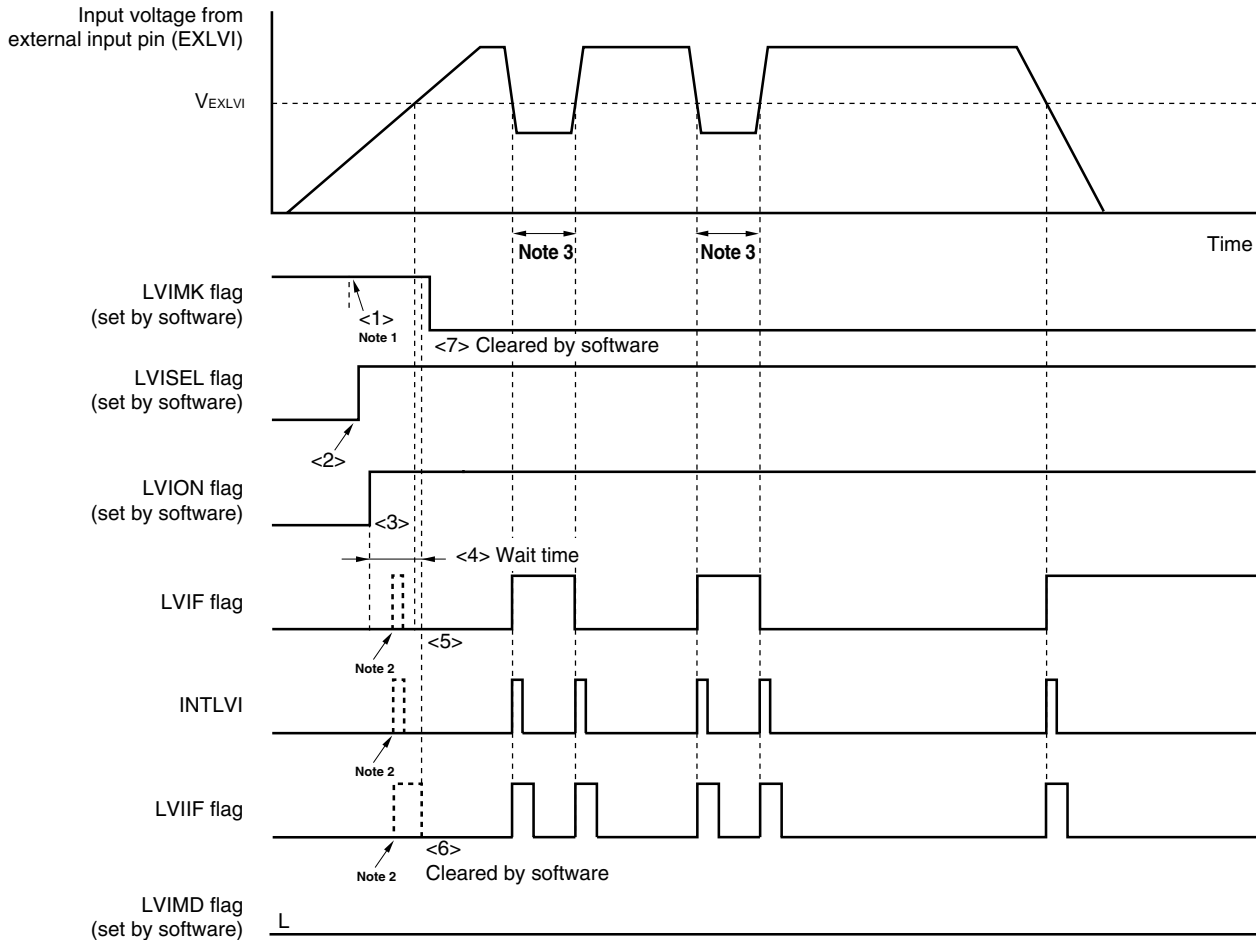 Input voltage from
external input pin (EXLVI)
VEXLVI
Time
Note 3
Note 3
LVIMK flag
(set by software)
<1>
Note 1
<7> Cleared by software
LVISEL flag
(set by software)
<2>
LVION flag
(set by software)
<3>
<4> Wait time
LVIF flag
<5>
Note 2
INTLVI
Note 2
LVIIF flag
<6>
Note 2
Cleared by software
LVIMD flag
(set by software)
L